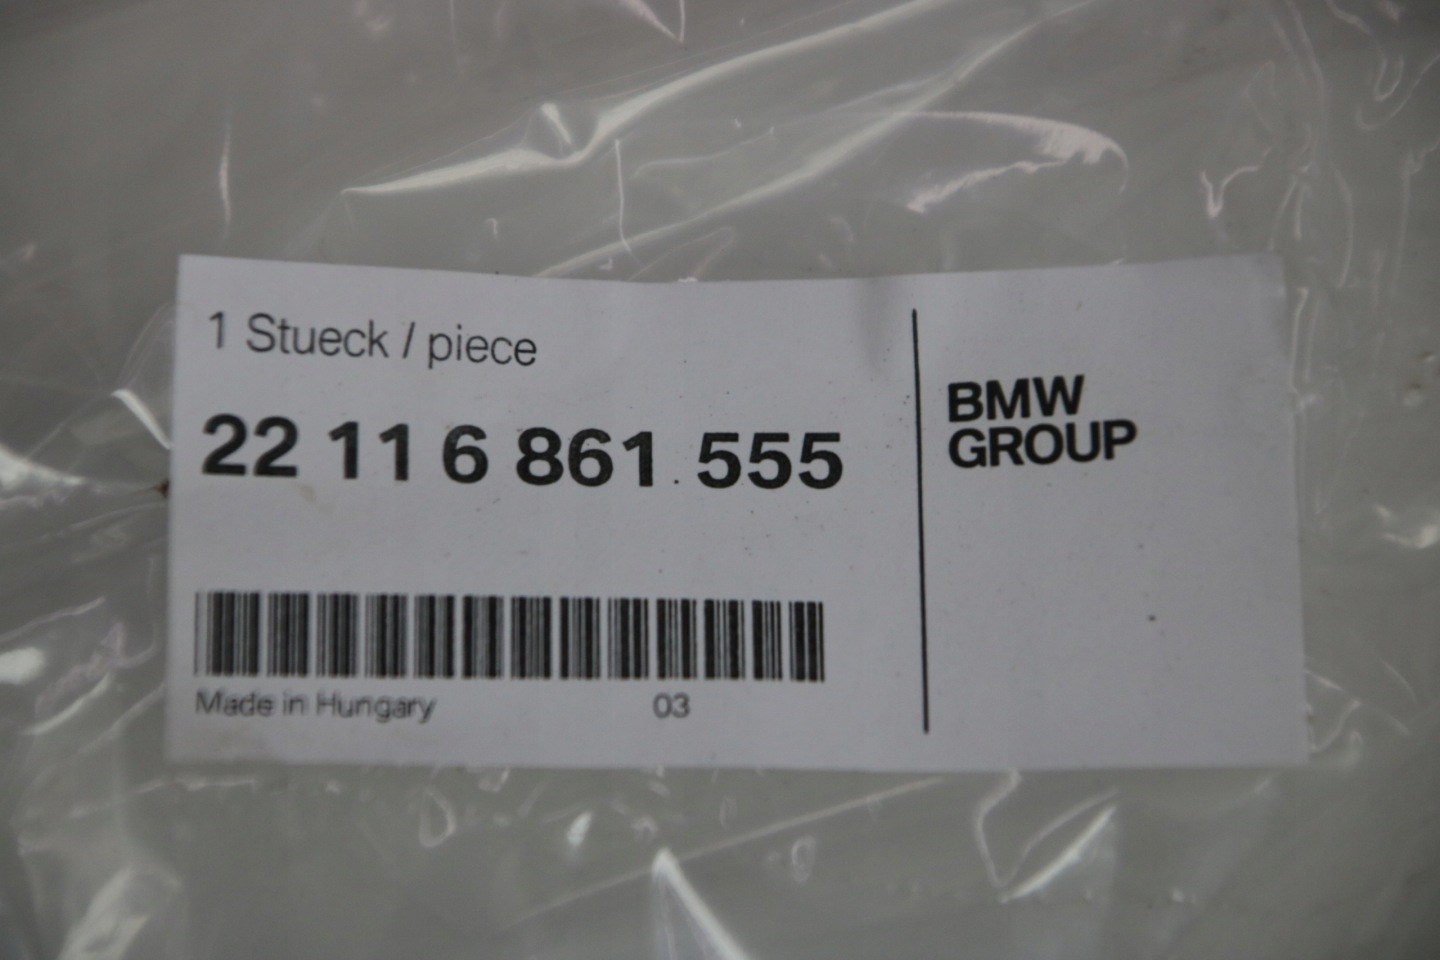 1 Stueck / piece
22 11 6 861 555
BMW
GROUP
Made in Hungary 03